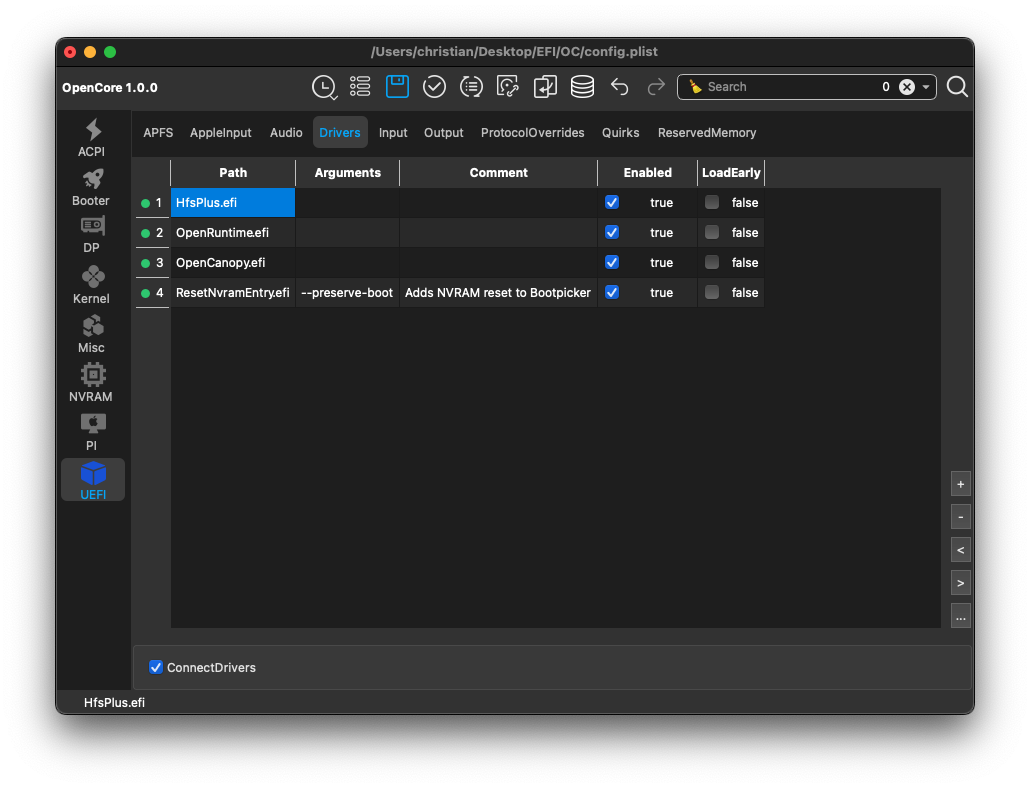 /Users/christian/Desktop/EFI/OC/config.plist
OpenCore 1.0.0
Search 0
ACPI
Booter
DP
Kernel
Misc
NVRAM
PI
UEFI
APFS AppleInput Audio Drivers Input Output ProtocolOverrides Quirks ReservedMemory
Path Arguments Comment Enabled LoadEarly
1 HfsPlus.efi true false
2 OpenRuntime.efi true false
3 OpenCanopy.efi true false
4 ResetNvramEntry.efi --preserve-boot Adds NVRAM reset to Bootpicker true false
+
-
<
>
...
ConnectDrivers
HfsPlus.efi